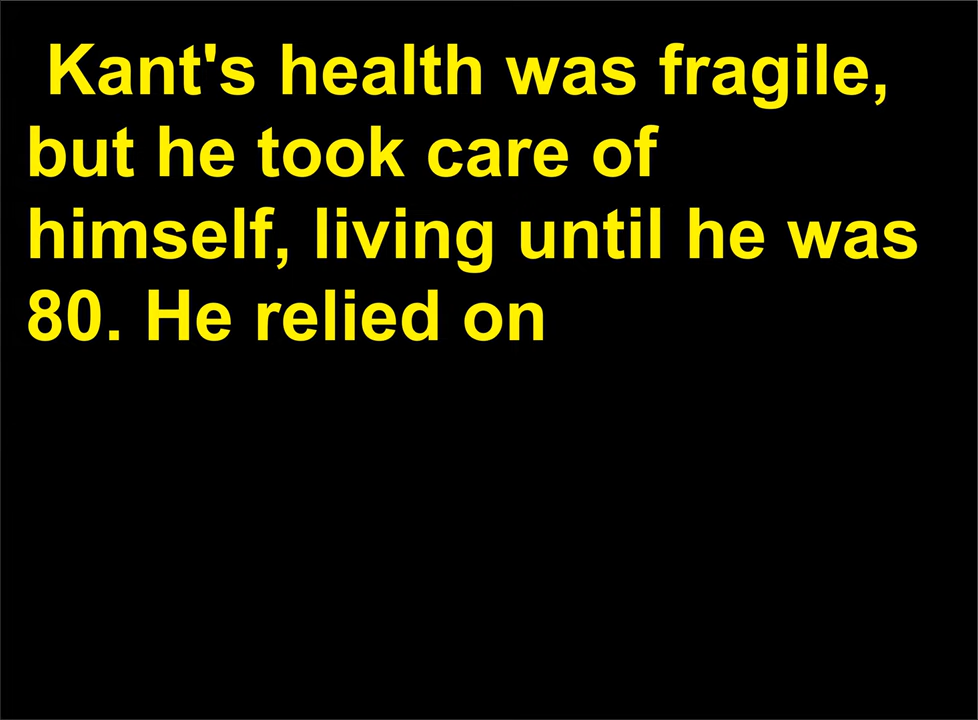 Kant's health was fragile,
but he took care of
himself, living until he was
80. He relied on